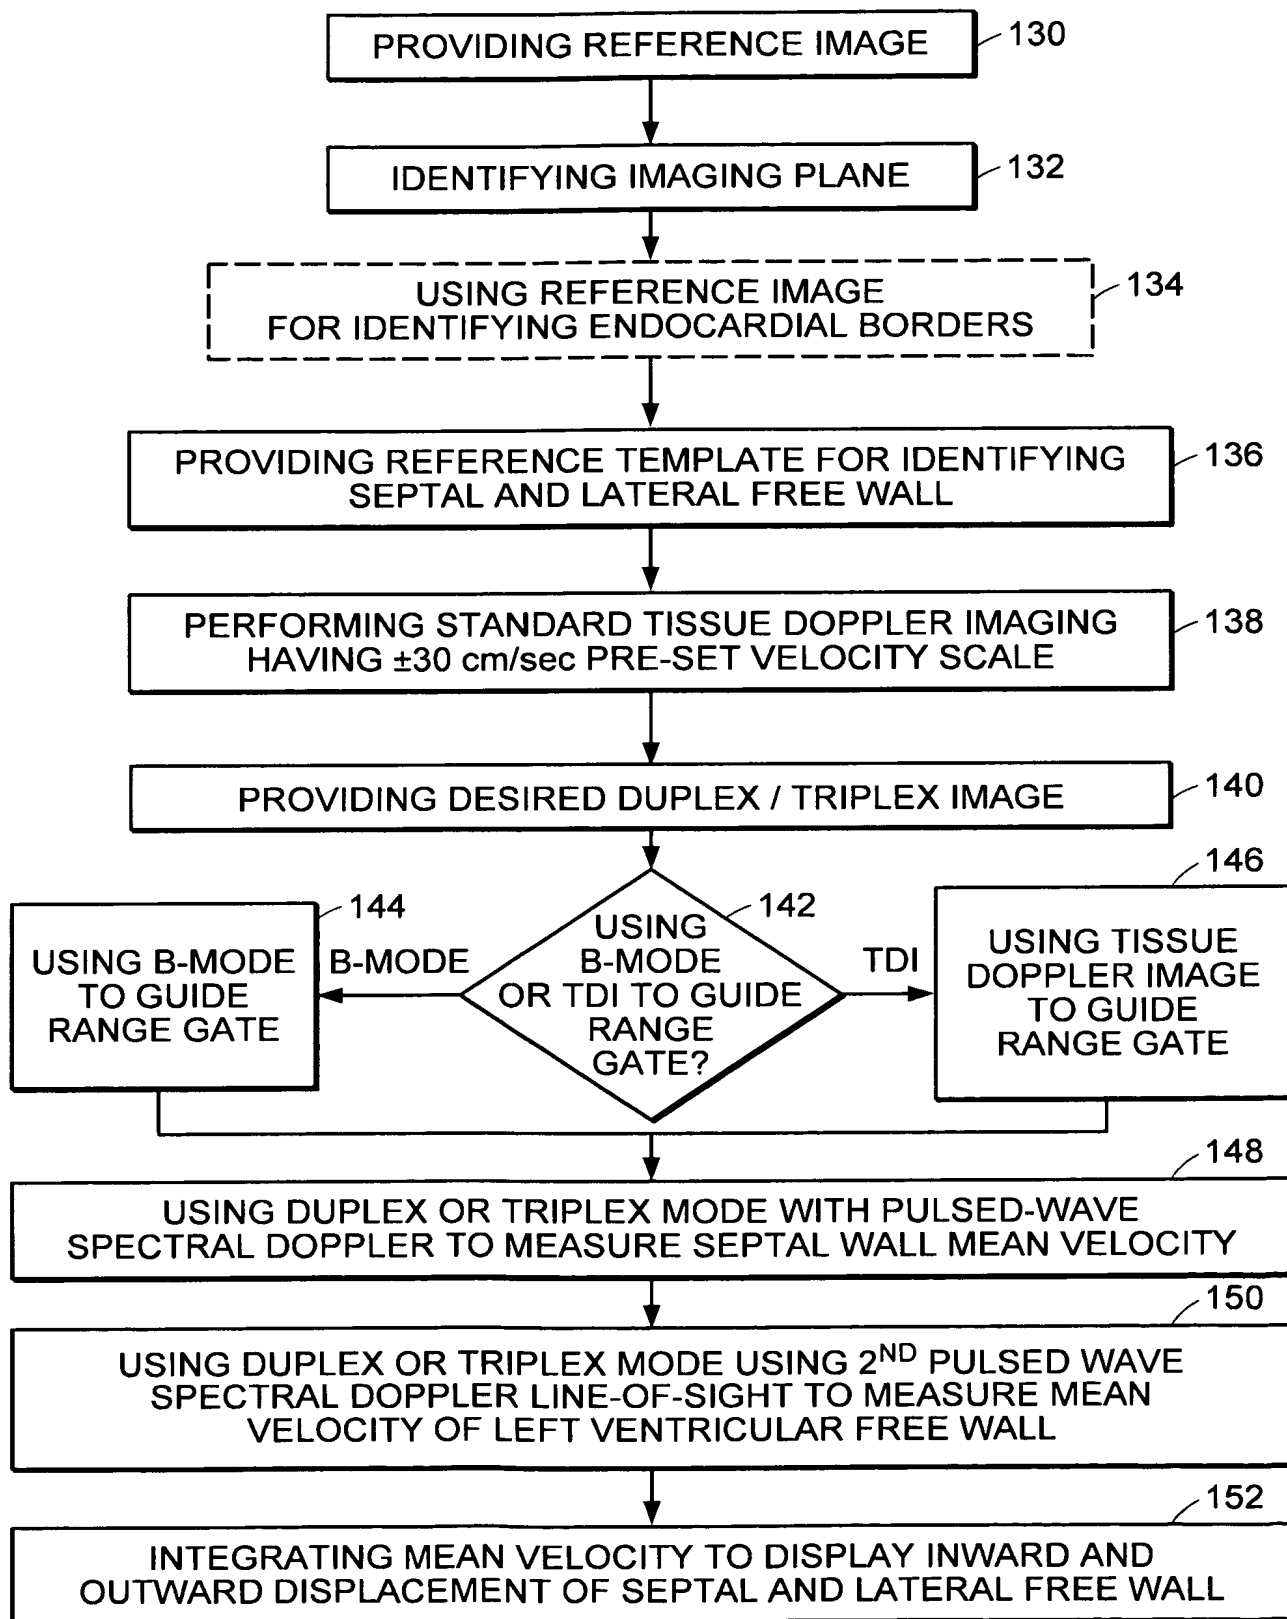 PROVIDING REFERENCE IMAGE
130
IDENTIFYING IMAGING PLANE
132
USING REFERENCE IMAGE
FOR IDENTIFYING ENDOCARDIAL BORDERS
134
PROVIDING REFERENCE TEMPLATE FOR IDENTIFYING
SEPTAL AND LATERAL FREE WALL
136
PERFORMING STANDARD TISSUE DOPPLER IMAGING
HAVING ±30 cm/sec PRE-SET VELOCITY SCALE
138
PROVIDING DESIRED DUPLEX / TRIPLEX IMAGE
140
144
USING B-MODE
TO GUIDE
RANGE GATE
B-MODE
142
USING
B-MODE
OR TDI TO GUIDE
RANGE
GATE?
TDI
146
USING TISSUE
DOPPLER IMAGE
TO GUIDE
RANGE GATE
148
USING DUPLEX OR TRIPLEX MODE WITH PULSED-WAVE
SPECTRAL DOPPLER TO MEASURE SEPTAL WALL MEAN VELOCITY
150
USING DUPLEX OR TRIPLEX MODE USING 2ND PULSED WAVE
SPECTRAL DOPPLER LINE-OF-SIGHT TO MEASURE MEAN
VELOCITY OF LEFT VENTRICULAR FREE WALL
152
INTEGRATING MEAN VELOCITY TO DISPLAY INWARD AND
OUTWARD DISPLACEMENT OF SEPTAL AND LATERAL FREE WALL